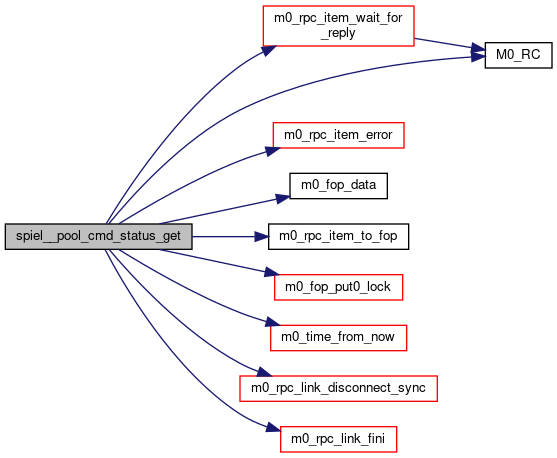 m0_rpc_item_wait_for
_reply
M0_RC
m0_rpc_item_error
m0_fop_data
spiel__pool_cmd_status_get
m0_rpc_item_to_fop
m0_fop_put0_lock
m0_time_from_now
m0_rpc_link_disconnect_sync
m0_rpc_link_fini